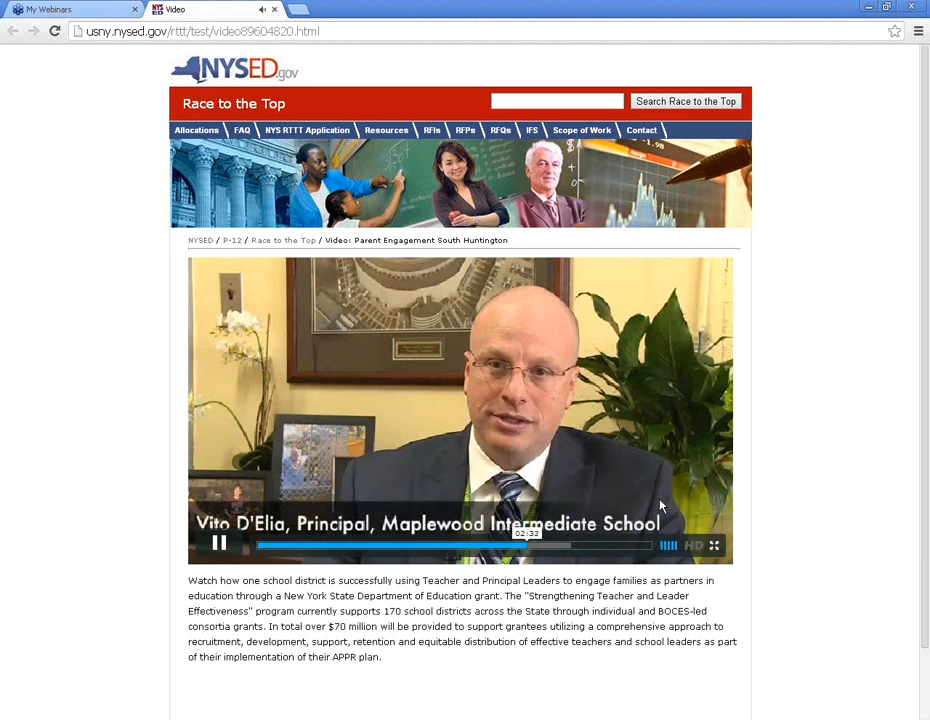 My Webinars
Video
usny.nysed.gov/rttt/test/video89604820.html
NYSED.gov
Race to the Top
Search Race to the Top
Allocations FAQ NYS RTTT Application Resources RFIs RFPs RFQs IFS Scope of Work Contact
NYSED / P-12 / Race to the Top / Video: Parent Engagement South Huntington
Vito D'Elia, Principal, Maplewood Intermediate School
02:32
HD
Watch how one school district is successfully using Teacher and Principal Leaders to engage families as partners in
education through a New York State Department of Education grant. The "Strengthening Teacher and Leader
Effectiveness" program currently supports 170 school districts across the State through individual and BOCES-led
consortia grants. In total over $70 million will be provided to support grantees utilizing a comprehensive approach to
recruitment, development, support, retention and equitable distribution of effective teachers and school leaders as part
of their implementation of their APPR plan.